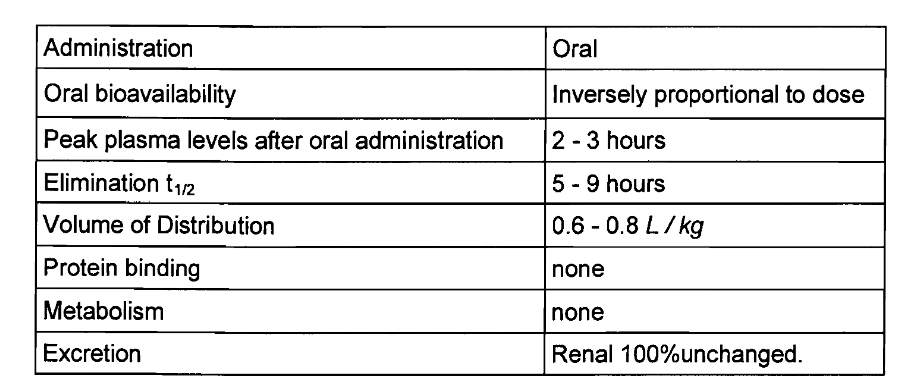 Administration Oral
Oral bioavailability Inversely proportional to dose
Peak plasma levels after oral administration 2 - 3 hours
Elimination t1/2 5 - 9 hours
Volume of Distribution 0.6 - 0.8 L / kg
Protein binding none
Metabolism none
Excretion Renal 100%unchanged.